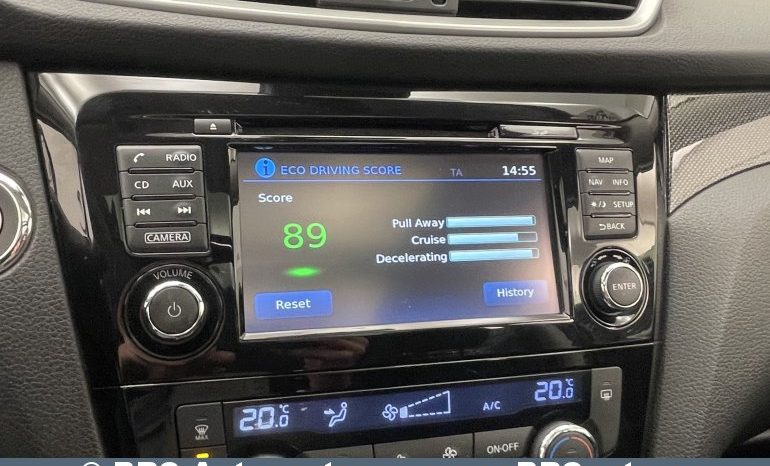 ECO DRIVING SCORE TA 14:55
Score
89
Pull Away
Cruise
Decelerating
Reset
History
RADIO
CD AUX
CAMERA
VOLUME
MAP
NAV INFO
SETUP
BACK
ENTER
20.0°C
A/C
20.0°C
MAX
ON·OFF